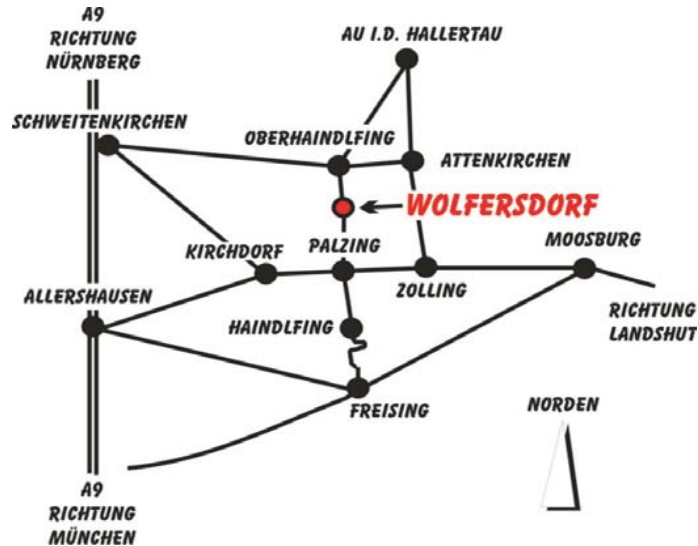 A9
RICHTUNG
NÜRNBERG
AU I.D. HALLERTAU
SCHWEITENKIRCHEN
OBERHAINDLFING
ATTENKIRCHEN
WOLFERSDORF
KIRCHDORF
PALZING
MOOSBURG
ALLERSHAUSEN
ZOLLING
HAINDLFING
RICHTUNG
LANDSHUT
FREISING
NORDEN
A9
RICHTUNG
MÜNCHEN